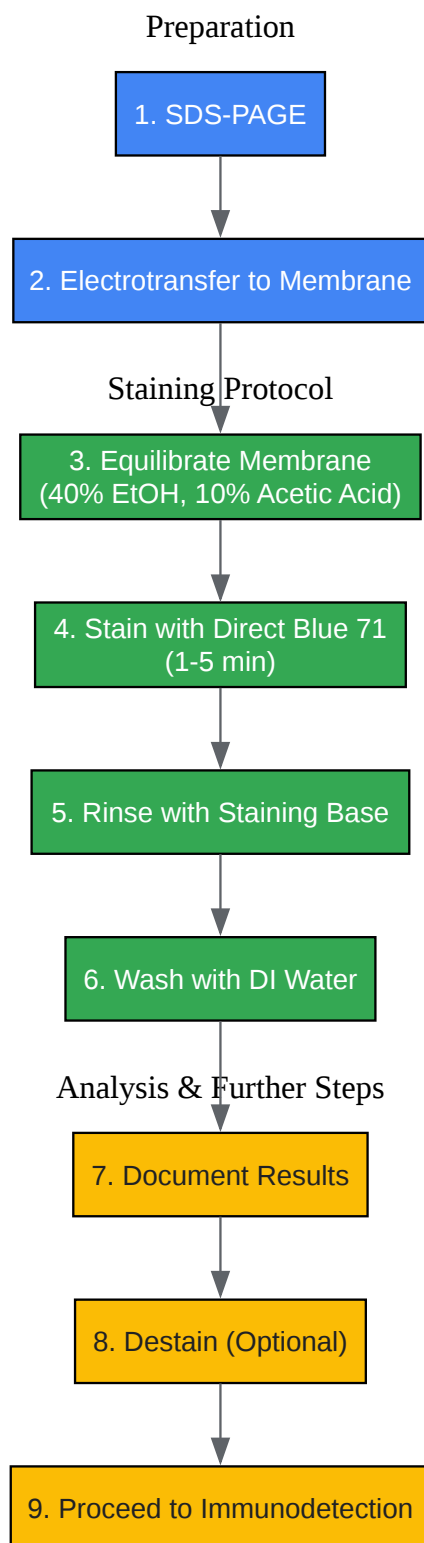 Preparation
1. SDS-PAGE
2. Electrotransfer to Membrane
Staining Protocol
3. Equilibrate Membrane
(40% EtOH, 10% Acetic Acid)
4. Stain with Direct Blue 71
(1-5 min)
5. Rinse with Staining Base
6. Wash with DI Water
Analysis & Further Steps
7. Document Results
8. Destain (Optional)
9. Proceed to Immunodetection